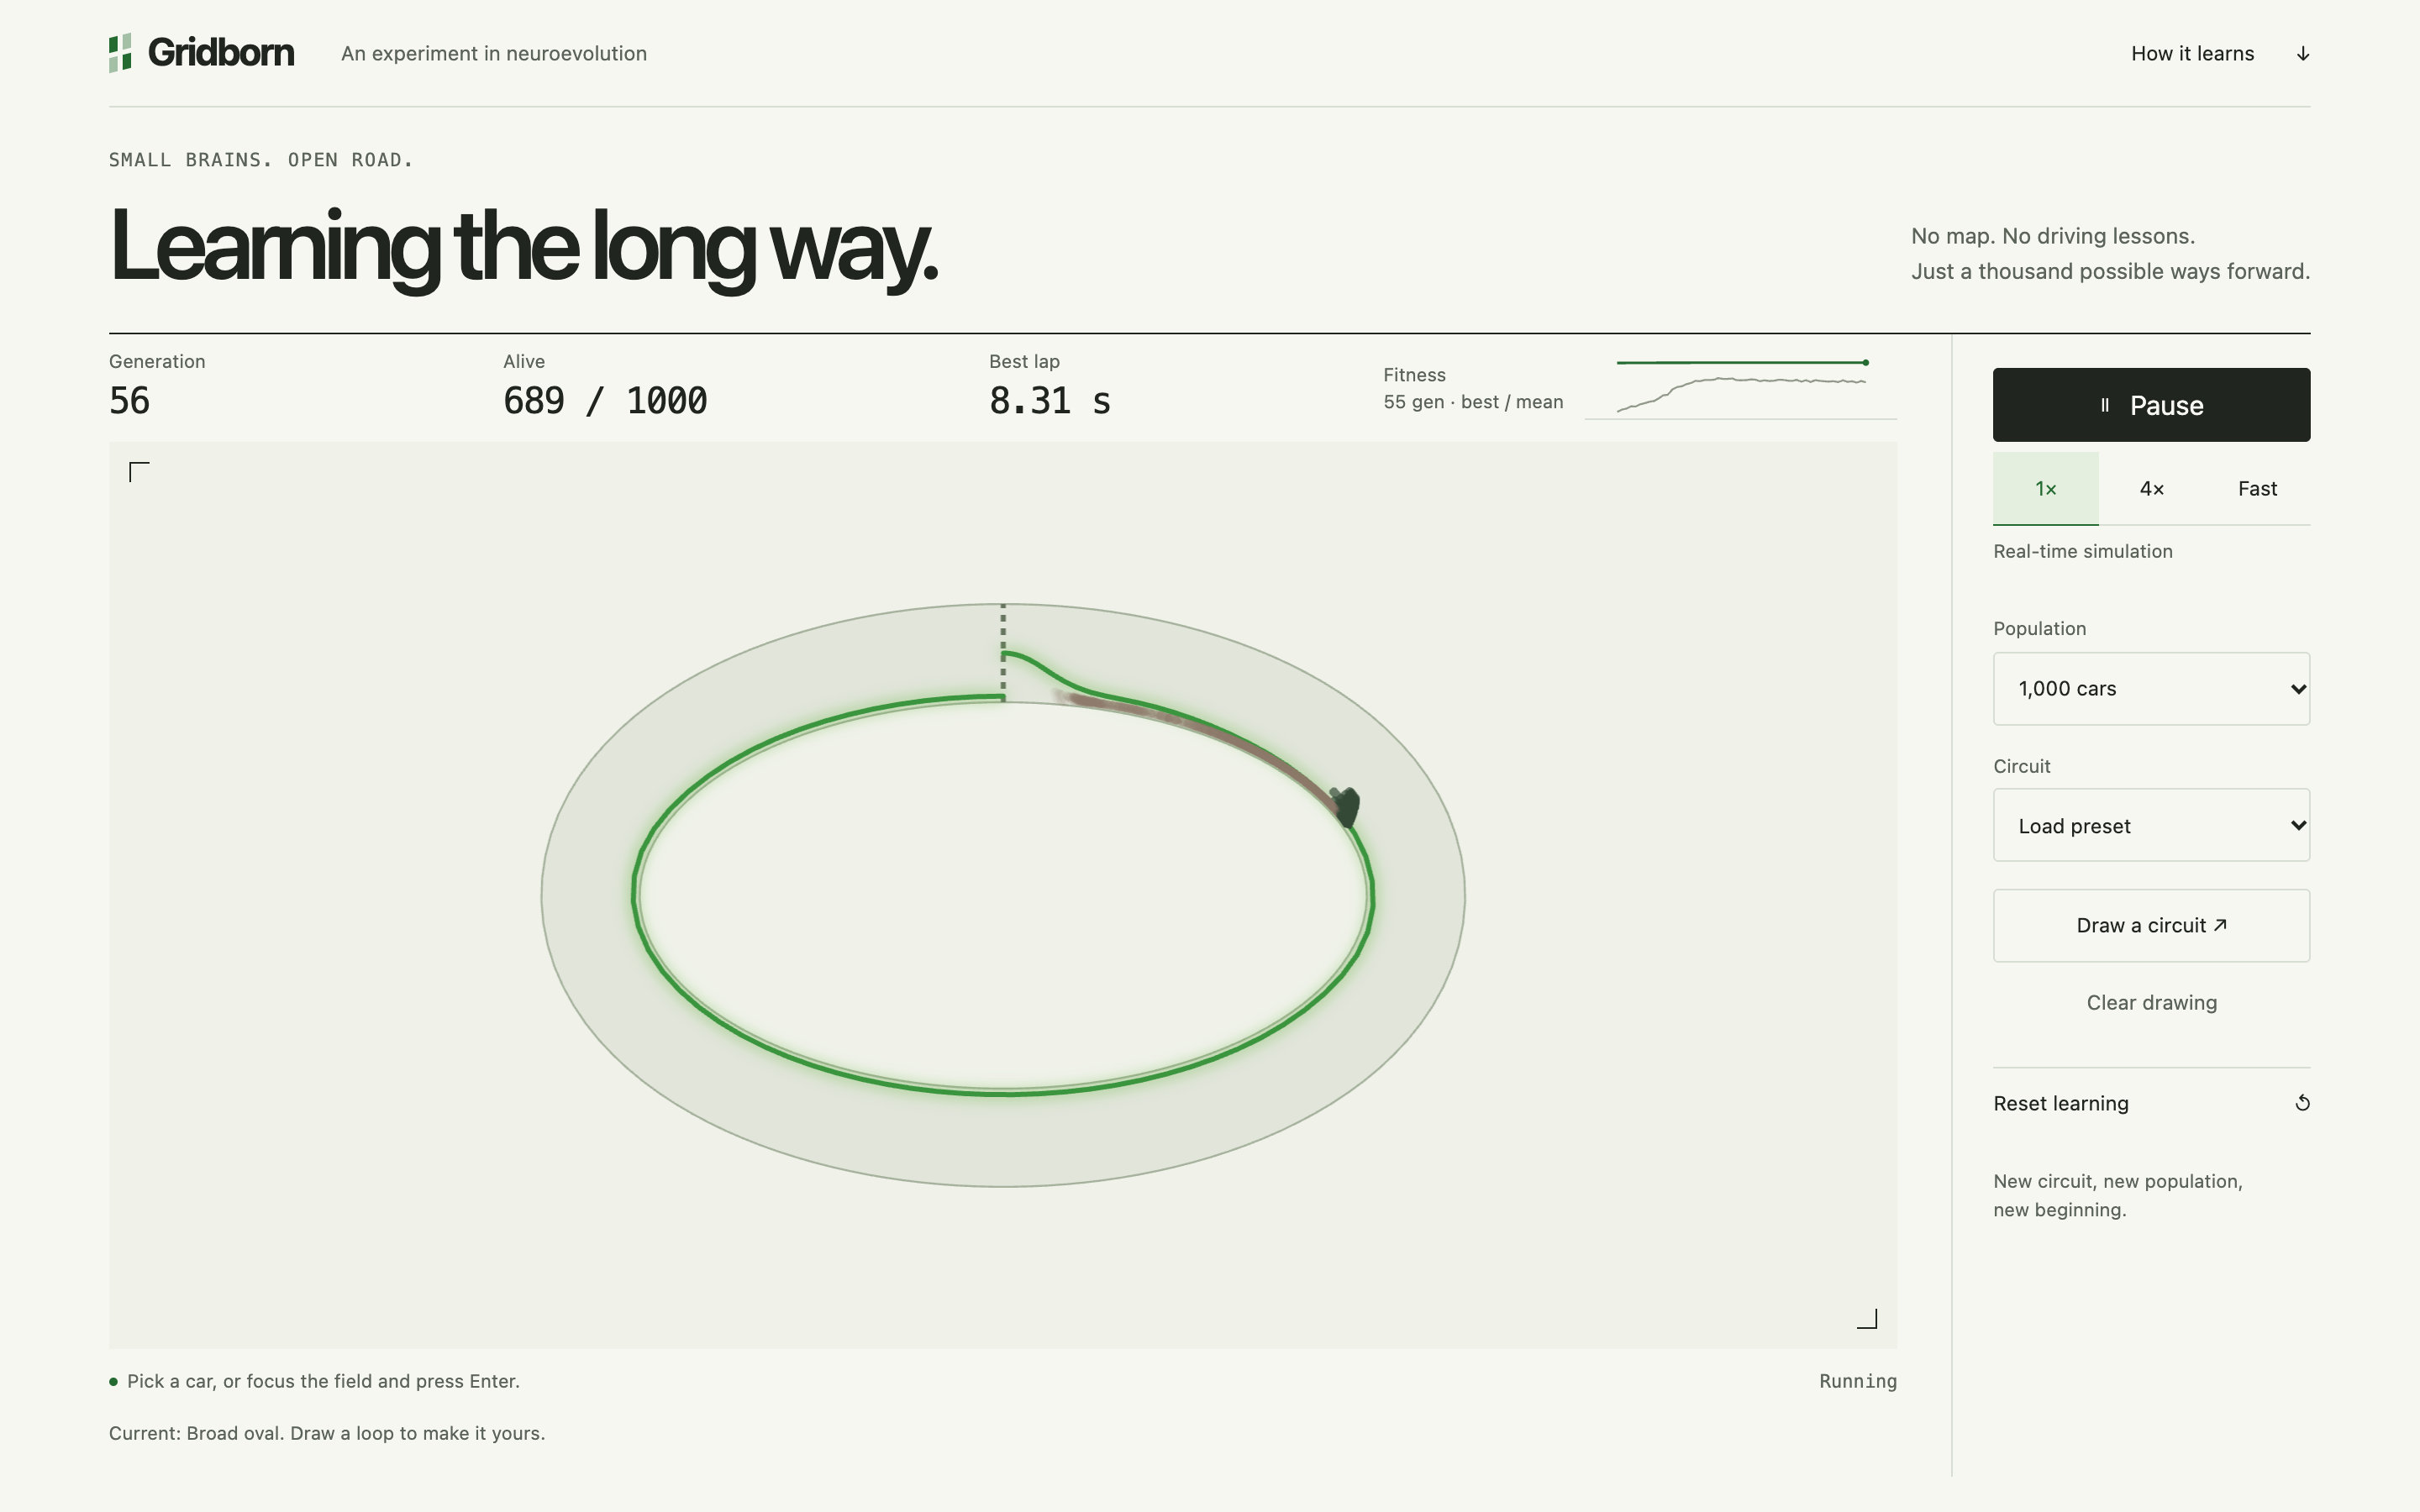 Gridborn
An experiment in neuroevolution
How it learns ↓
SMALL BRAINS. OPEN ROAD.
Learning the long way.
No map. No driving lessons.
Just a thousand possible ways forward.
Generation
56
Alive
689 / 1000
Best lap
8.31 s
Fitness
55 gen · best / mean
Pause
1×
4×
Fast
Real-time simulation
Population
1,000 cars
Circuit
Load preset
Draw a circuit ↗
Clear drawing
Reset learning
New circuit, new population,
new beginning.
Pick a car, or focus the field and press Enter.
Running
Current: Broad oval. Draw a loop to make it yours.